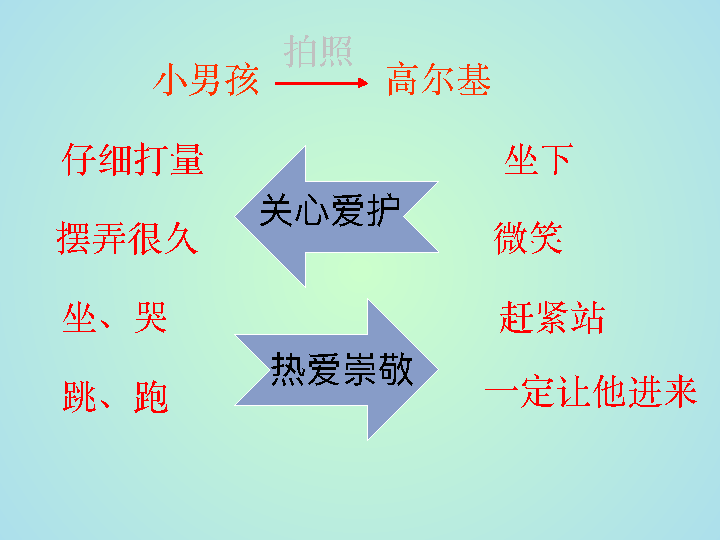 拍照
小男孩 高尔基
仔细打量 坐下
关心爱护
摆弄很久 微笑
坐、哭 赶紧站
热爱崇敬
跳、跑 一定让他进来